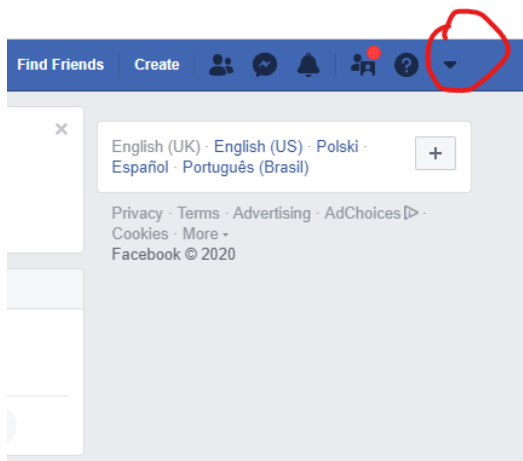 Find Friends Create
English (UK) · English (US) · Polski ·
Español · Português (Brasil)
Privacy · Terms · Advertising · AdChoices ·
Cookies · More
Facebook © 2020